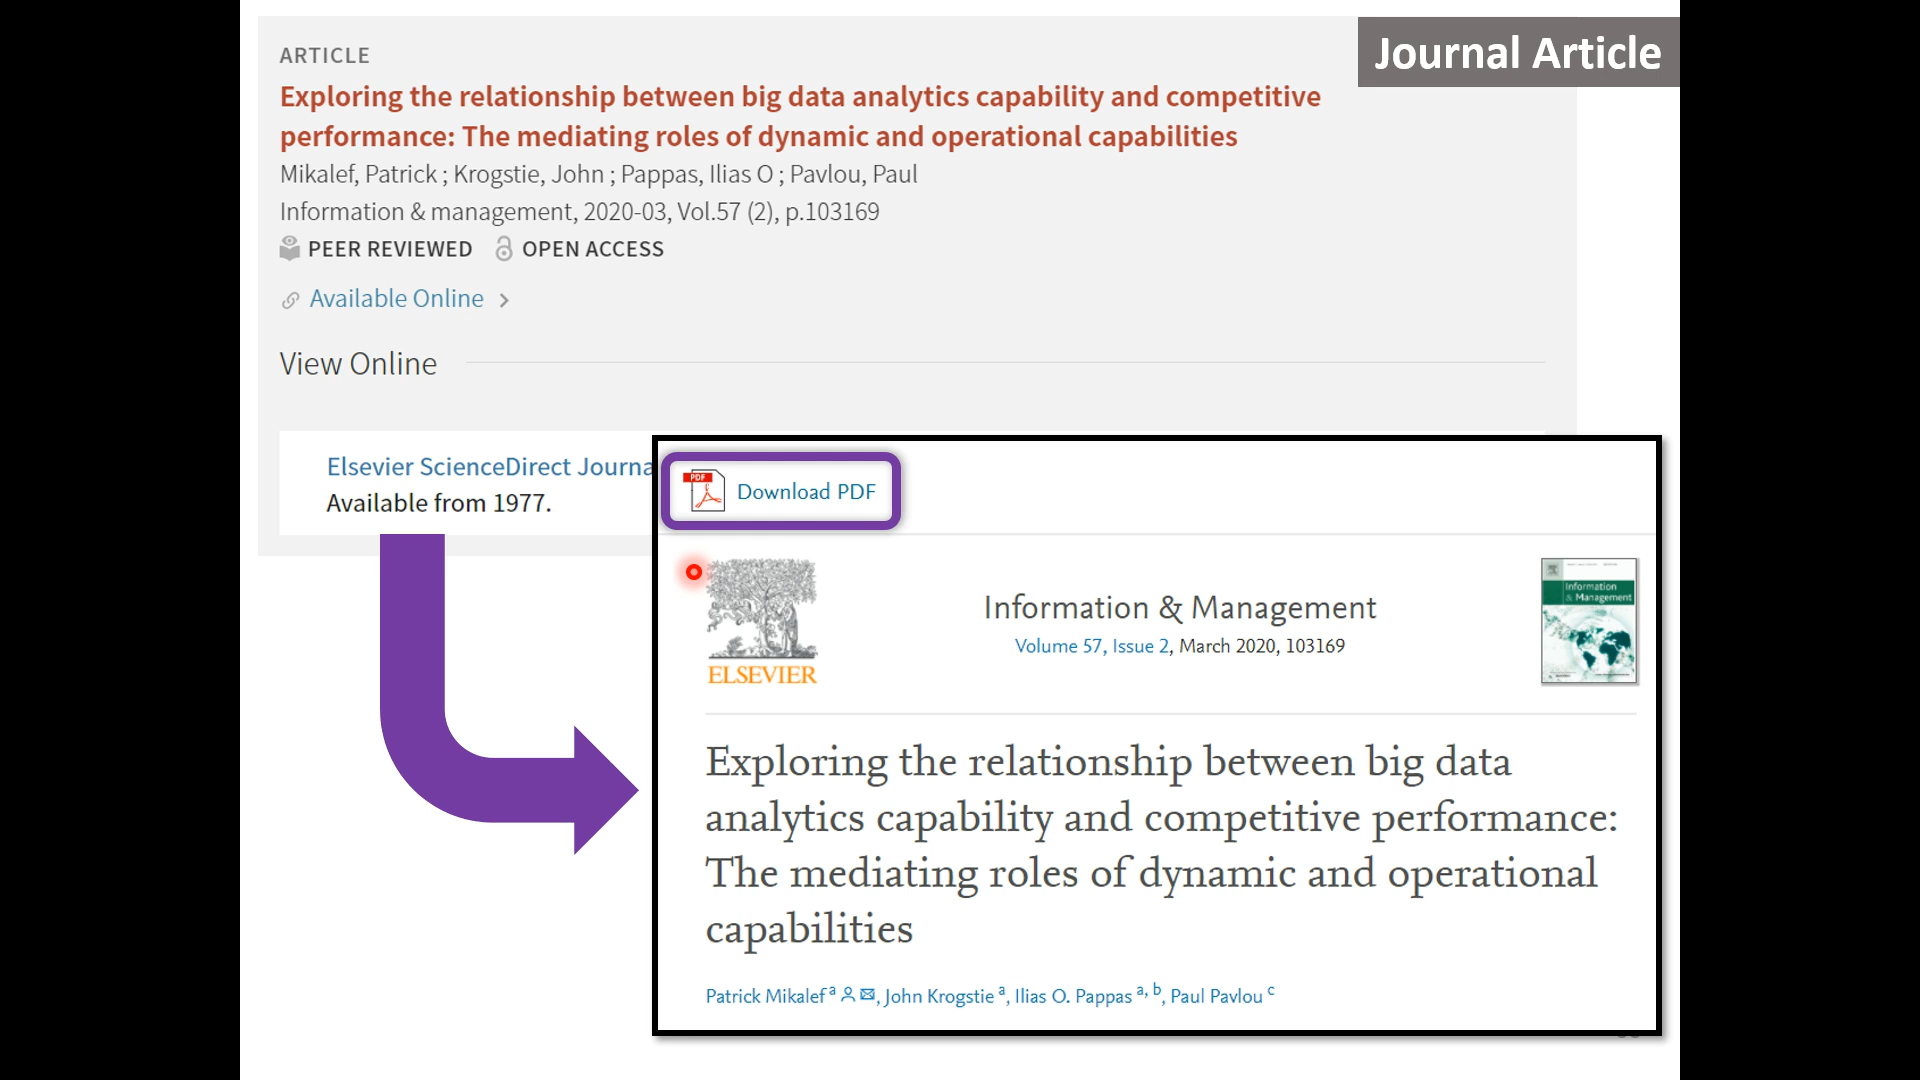 Journal Article
ARTICLE
Exploring the relationship between big data analytics capability and competitive
performance: The mediating roles of dynamic and operational capabilities
Mikalef, Patrick ; Krogstie, John ; Pappas, Ilias O ; Pavlou, Paul
Information & management, 2020-03, Vol.57 (2), p.103169
PEER REVIEWED OPEN ACCESS
Available Online
View Online
Elsevier ScienceDirect Journa
Available from 1977.
PDF
Download PDF
ELSEVIER
Information & Management
Volume 57, Issue 2, March 2020, 103169
Information
& Management
Exploring the relationship between big data
analytics capability and competitive performance:
The mediating roles of dynamic and operational
capabilities
Patrick Mikalef a, John Krogstie a, Ilias O. Pappas a, b, Paul Pavlou c